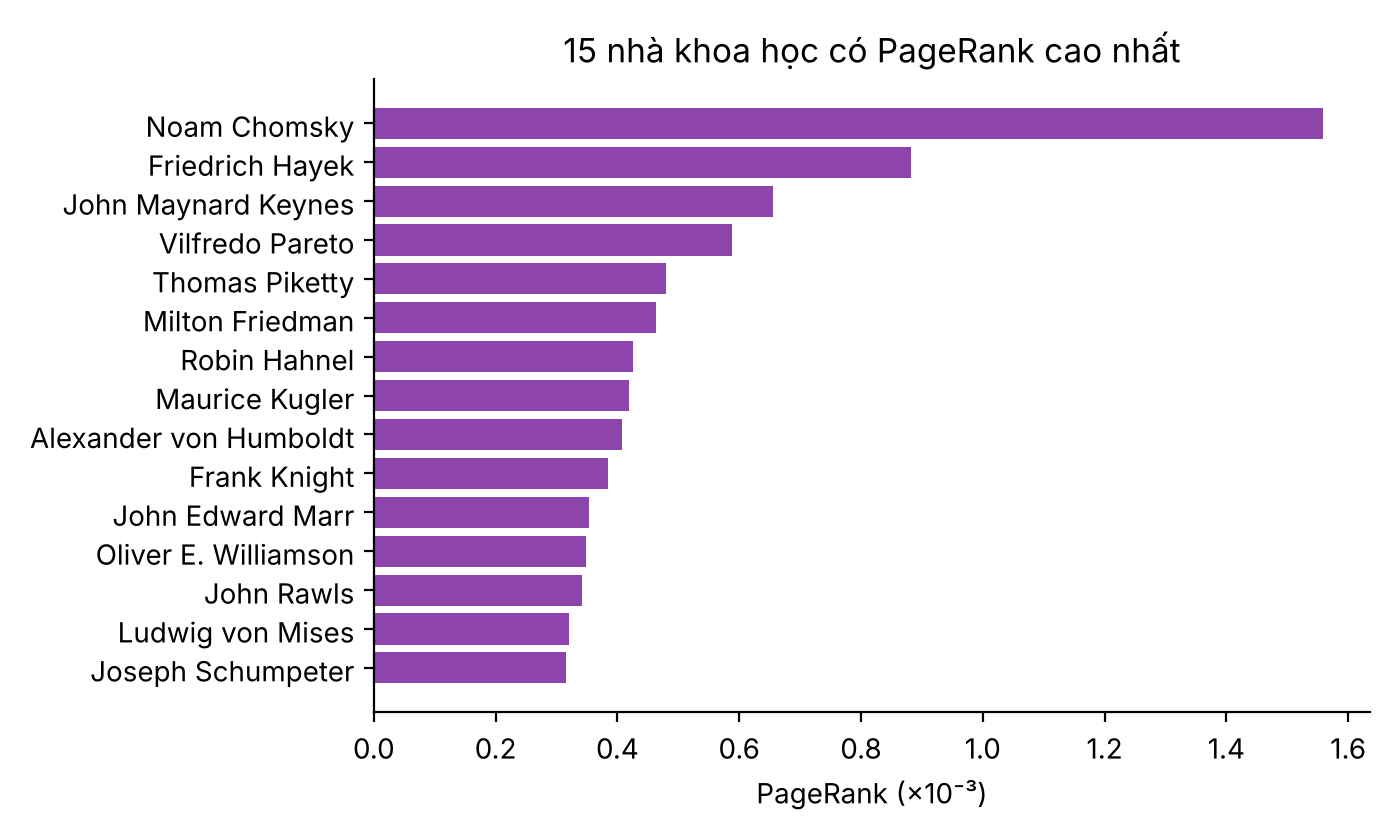 15 nhà khoa học có PageRank cao nhất
Noam Chomsky
Friedrich Hayek
John Maynard Keynes
Vilfredo Pareto
Thomas Piketty
Milton Friedman
Robin Hahnel
Maurice Kugler
Alexander von Humboldt
Frank Knight
John Edward Marr
Oliver E. Williamson
John Rawls
Ludwig von Mises
Joseph Schumpeter
0.0 0.2 0.4 0.6 0.8 1.0 1.2 1.4 1.6
PageRank (×10⁻³)